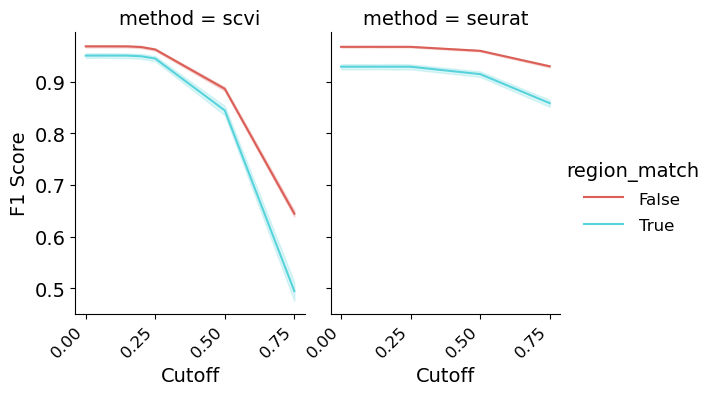 method = scvi
method = seurat
F1 Score
0.9
0.8
0.7
0.6
0.5
0.00
0.25
0.50
0.75
0.00
0.25
0.50
0.75
Cutoff
Cutoff
region_match
False
True